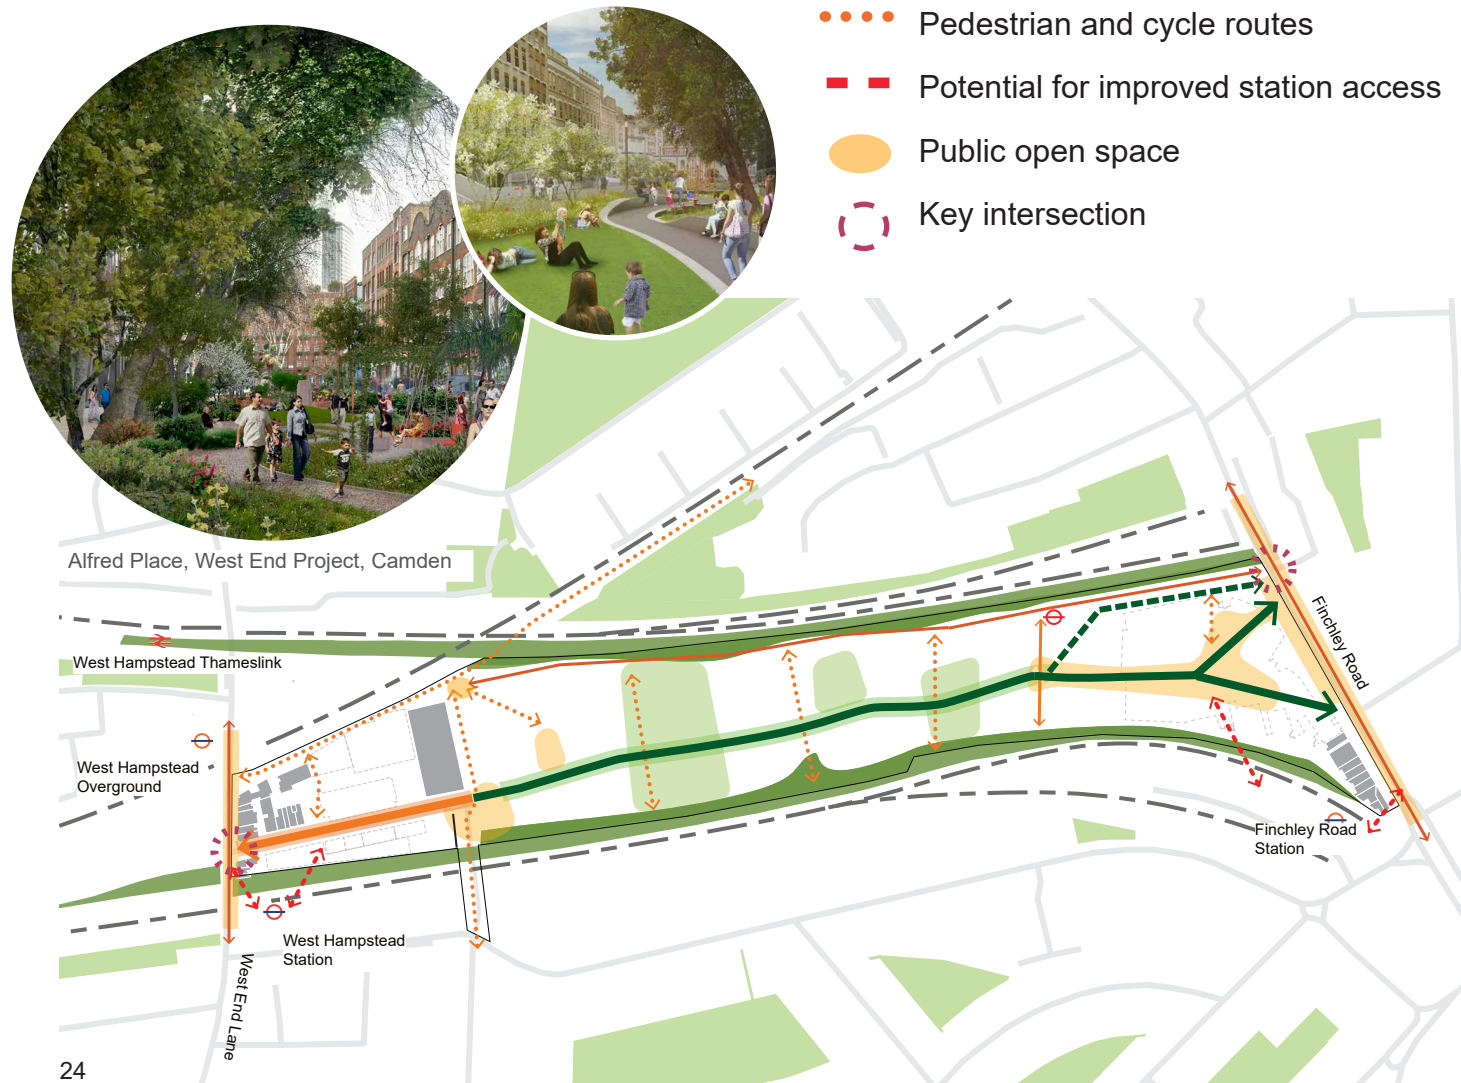 Pedestrian and cycle routes
Potential for improved station access
Public open space
Key intersection
Alfred Place, West End Project, Camden
West Hampstead Thameslink
West Hampstead
Overground
Finchley Road
Finchley Road
Station
West Hampstead
Station
West End Lane
24